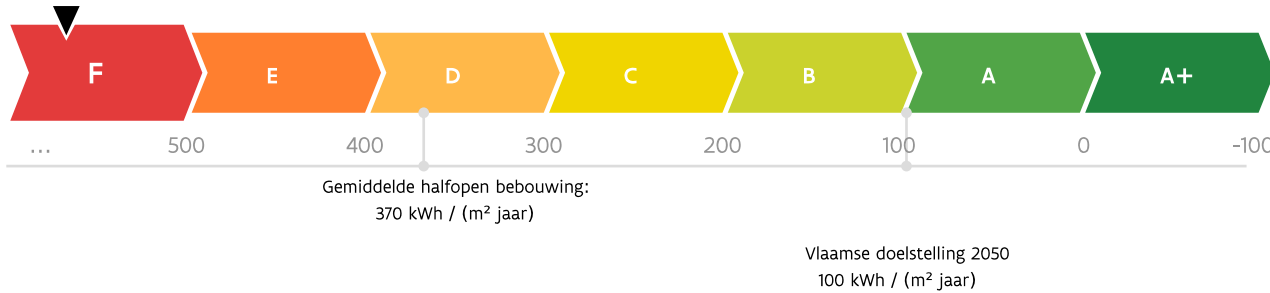 F E D C B A A+
... 500 400 300 200 100 0 -100
Gemiddelde halfopen bebouwing:
370 kWh / (m² jaar)
Vlaamse doelstelling 2050
100 kWh / (m² jaar)